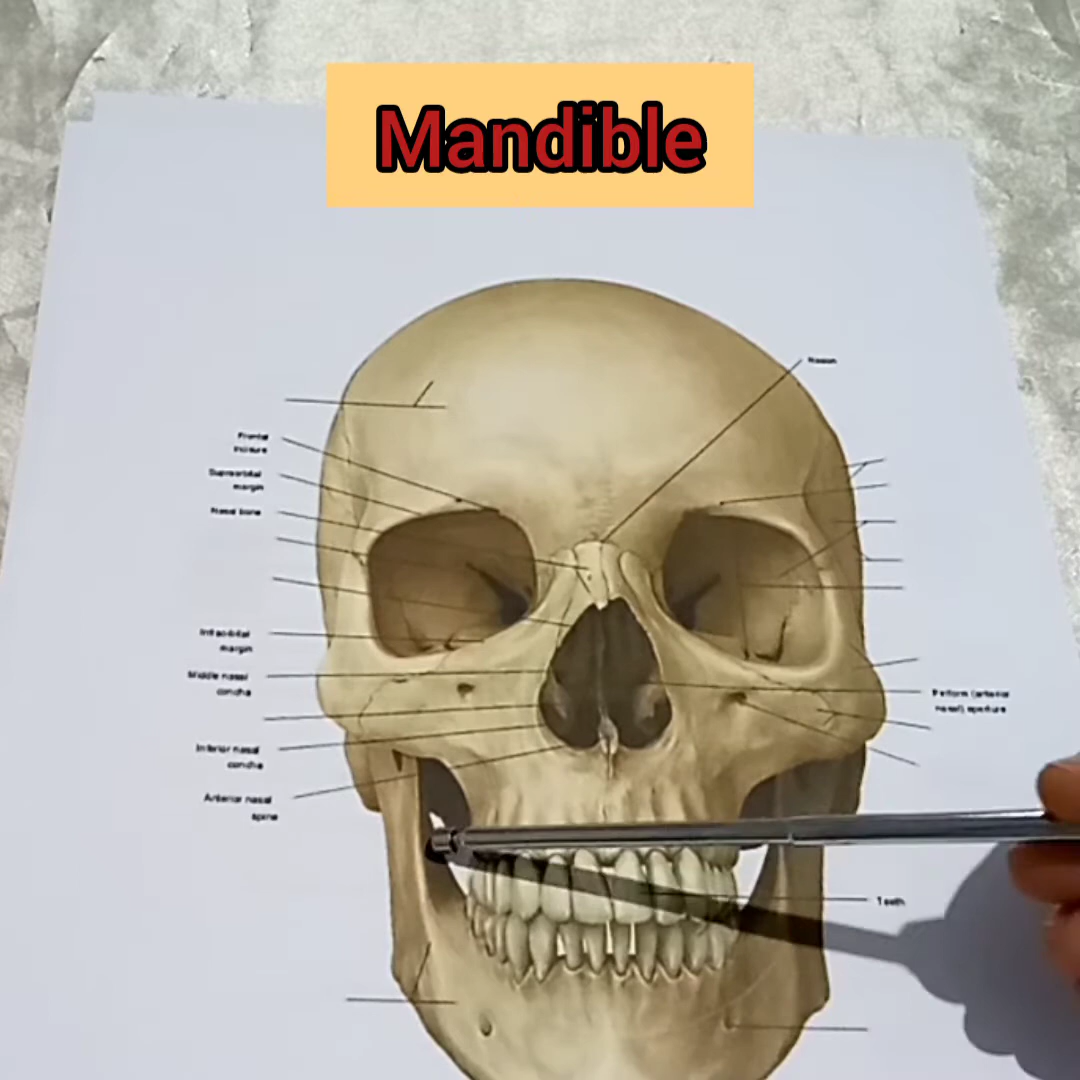 Mandible
Nasion
Frontal
incisure
Supraorbital
margin
Nasal bone
Infraorbital
margin
Middle nasal
concha
Piriform (anterior
nasal) aperture
Inferior nasal
concha
Anterior nasal
spine
Teeth